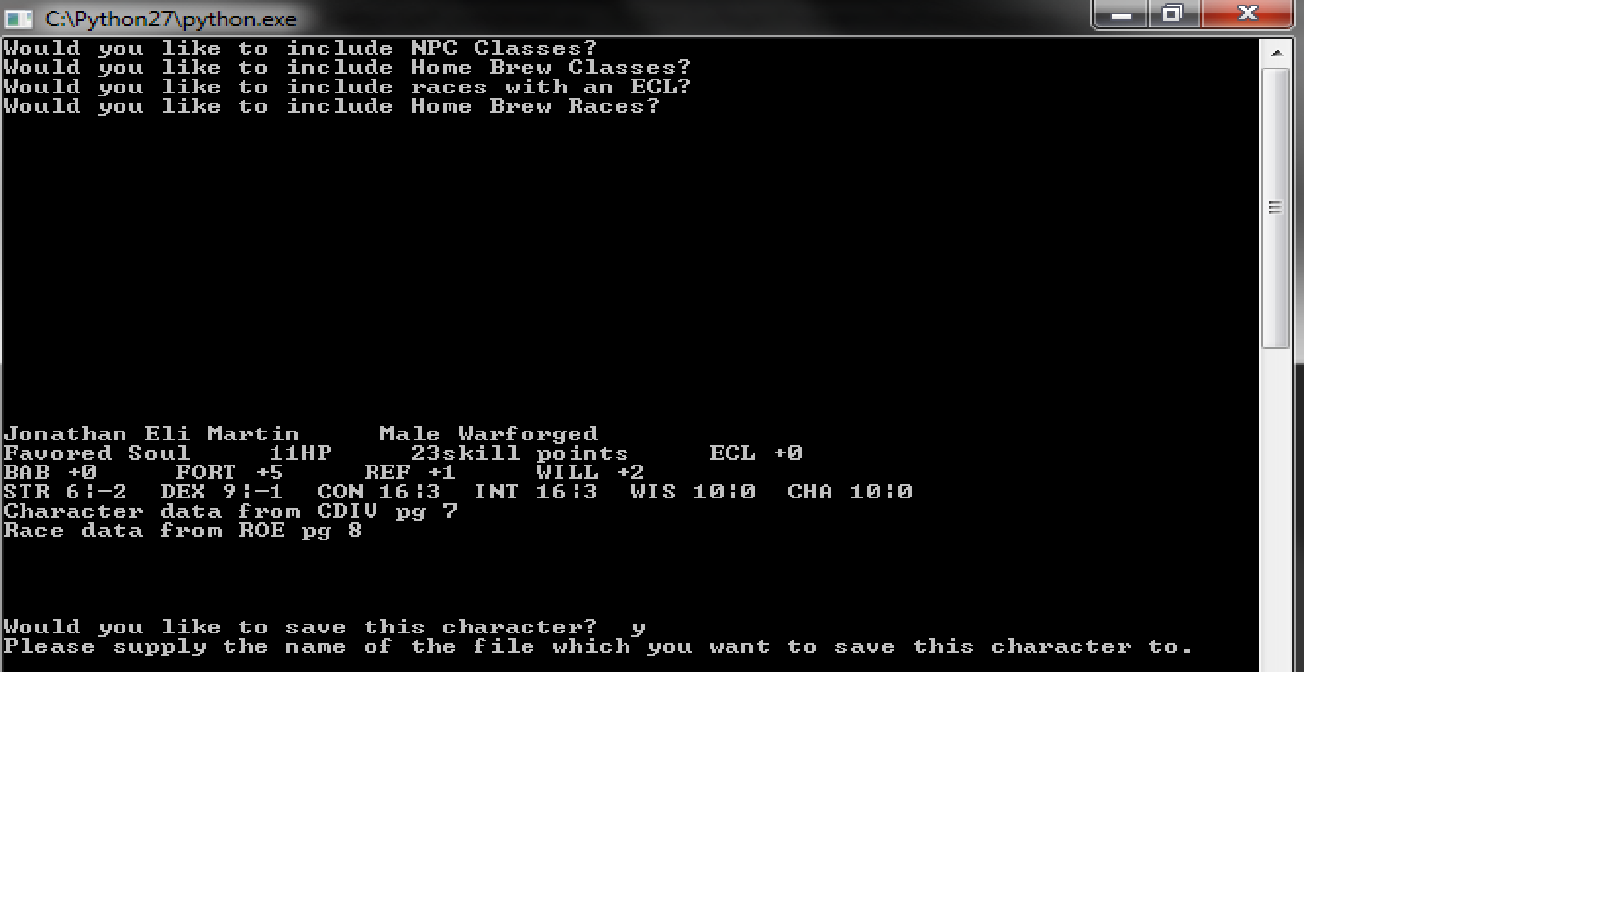 C:\Python27\python.exe
Would you like to include NPC Classes?
Would you like to include Home Brew Classes?
Would you like to include races with an ECL?
Would you like to include Home Brew Races?
Jonathan Eli Martin     Male Warforged
Favored Soul     11HP     23skill points     ECL +0
BAB +0     FORT +5     REF +1     WILL +2
STR 6:-2  DEX 9:-1  CON 16:3  INT 16:3  WIS 10:0  CHA 10:0
Character data from CDIV pg 7
Race data from ROE pg 8
Would you like to save this character?  y
Please supply the name of the file which you want to save this character to.